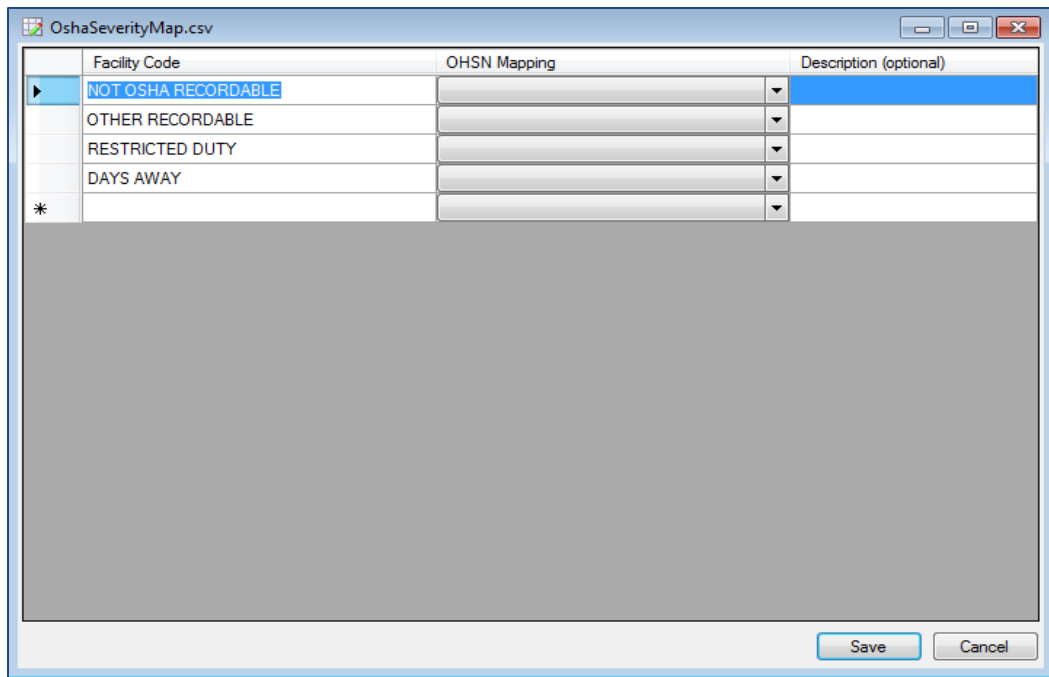 OshaSeverityMap.csv
Facility Code OHSN Mapping Description (optional)
NOT OSHA RECORDABLE
OTHER RECORDABLE
RESTRICTED DUTY
DAYS AWAY
Save Cancel